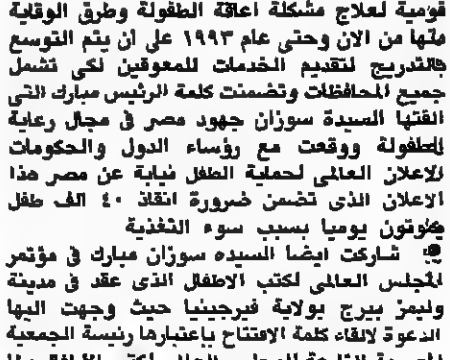 قومية لعلاج مشكلة اعاقة الطفولة وطرق الوقاية
منها من الان وحتى عام ١٩٩٣ على ان يتم التوسع
بالتدريج لتقديم الخدمات للمعوقين لكى تشمل
جميع المحافظات وتضمنت كلمة الرئيس مبارك التى
القتها السيدة سوزان جهود مصر فى مجال رعاية
الطفولة ووقعت مع رؤساء الدول والحكومات
الاعلان العالمى لحماية الطفل نيابة عن مصر هذا
الاعلان الذى تضمن ضرورة انقاذ ٤٠ الف طفل
يموتون يوميا بسبب سوء التغذية
● شاركت ايضا السيده سوزان مبارك فى مؤتمر
المجلس العالمى لكتب الاطفال الذى عقد فى مدينة
وليمز بيرج بولاية فيرجينيا حيث وجهت اليها
الدعوة لالقاء كلمة الافتتاح باعتبارها رئيسة الجمعية